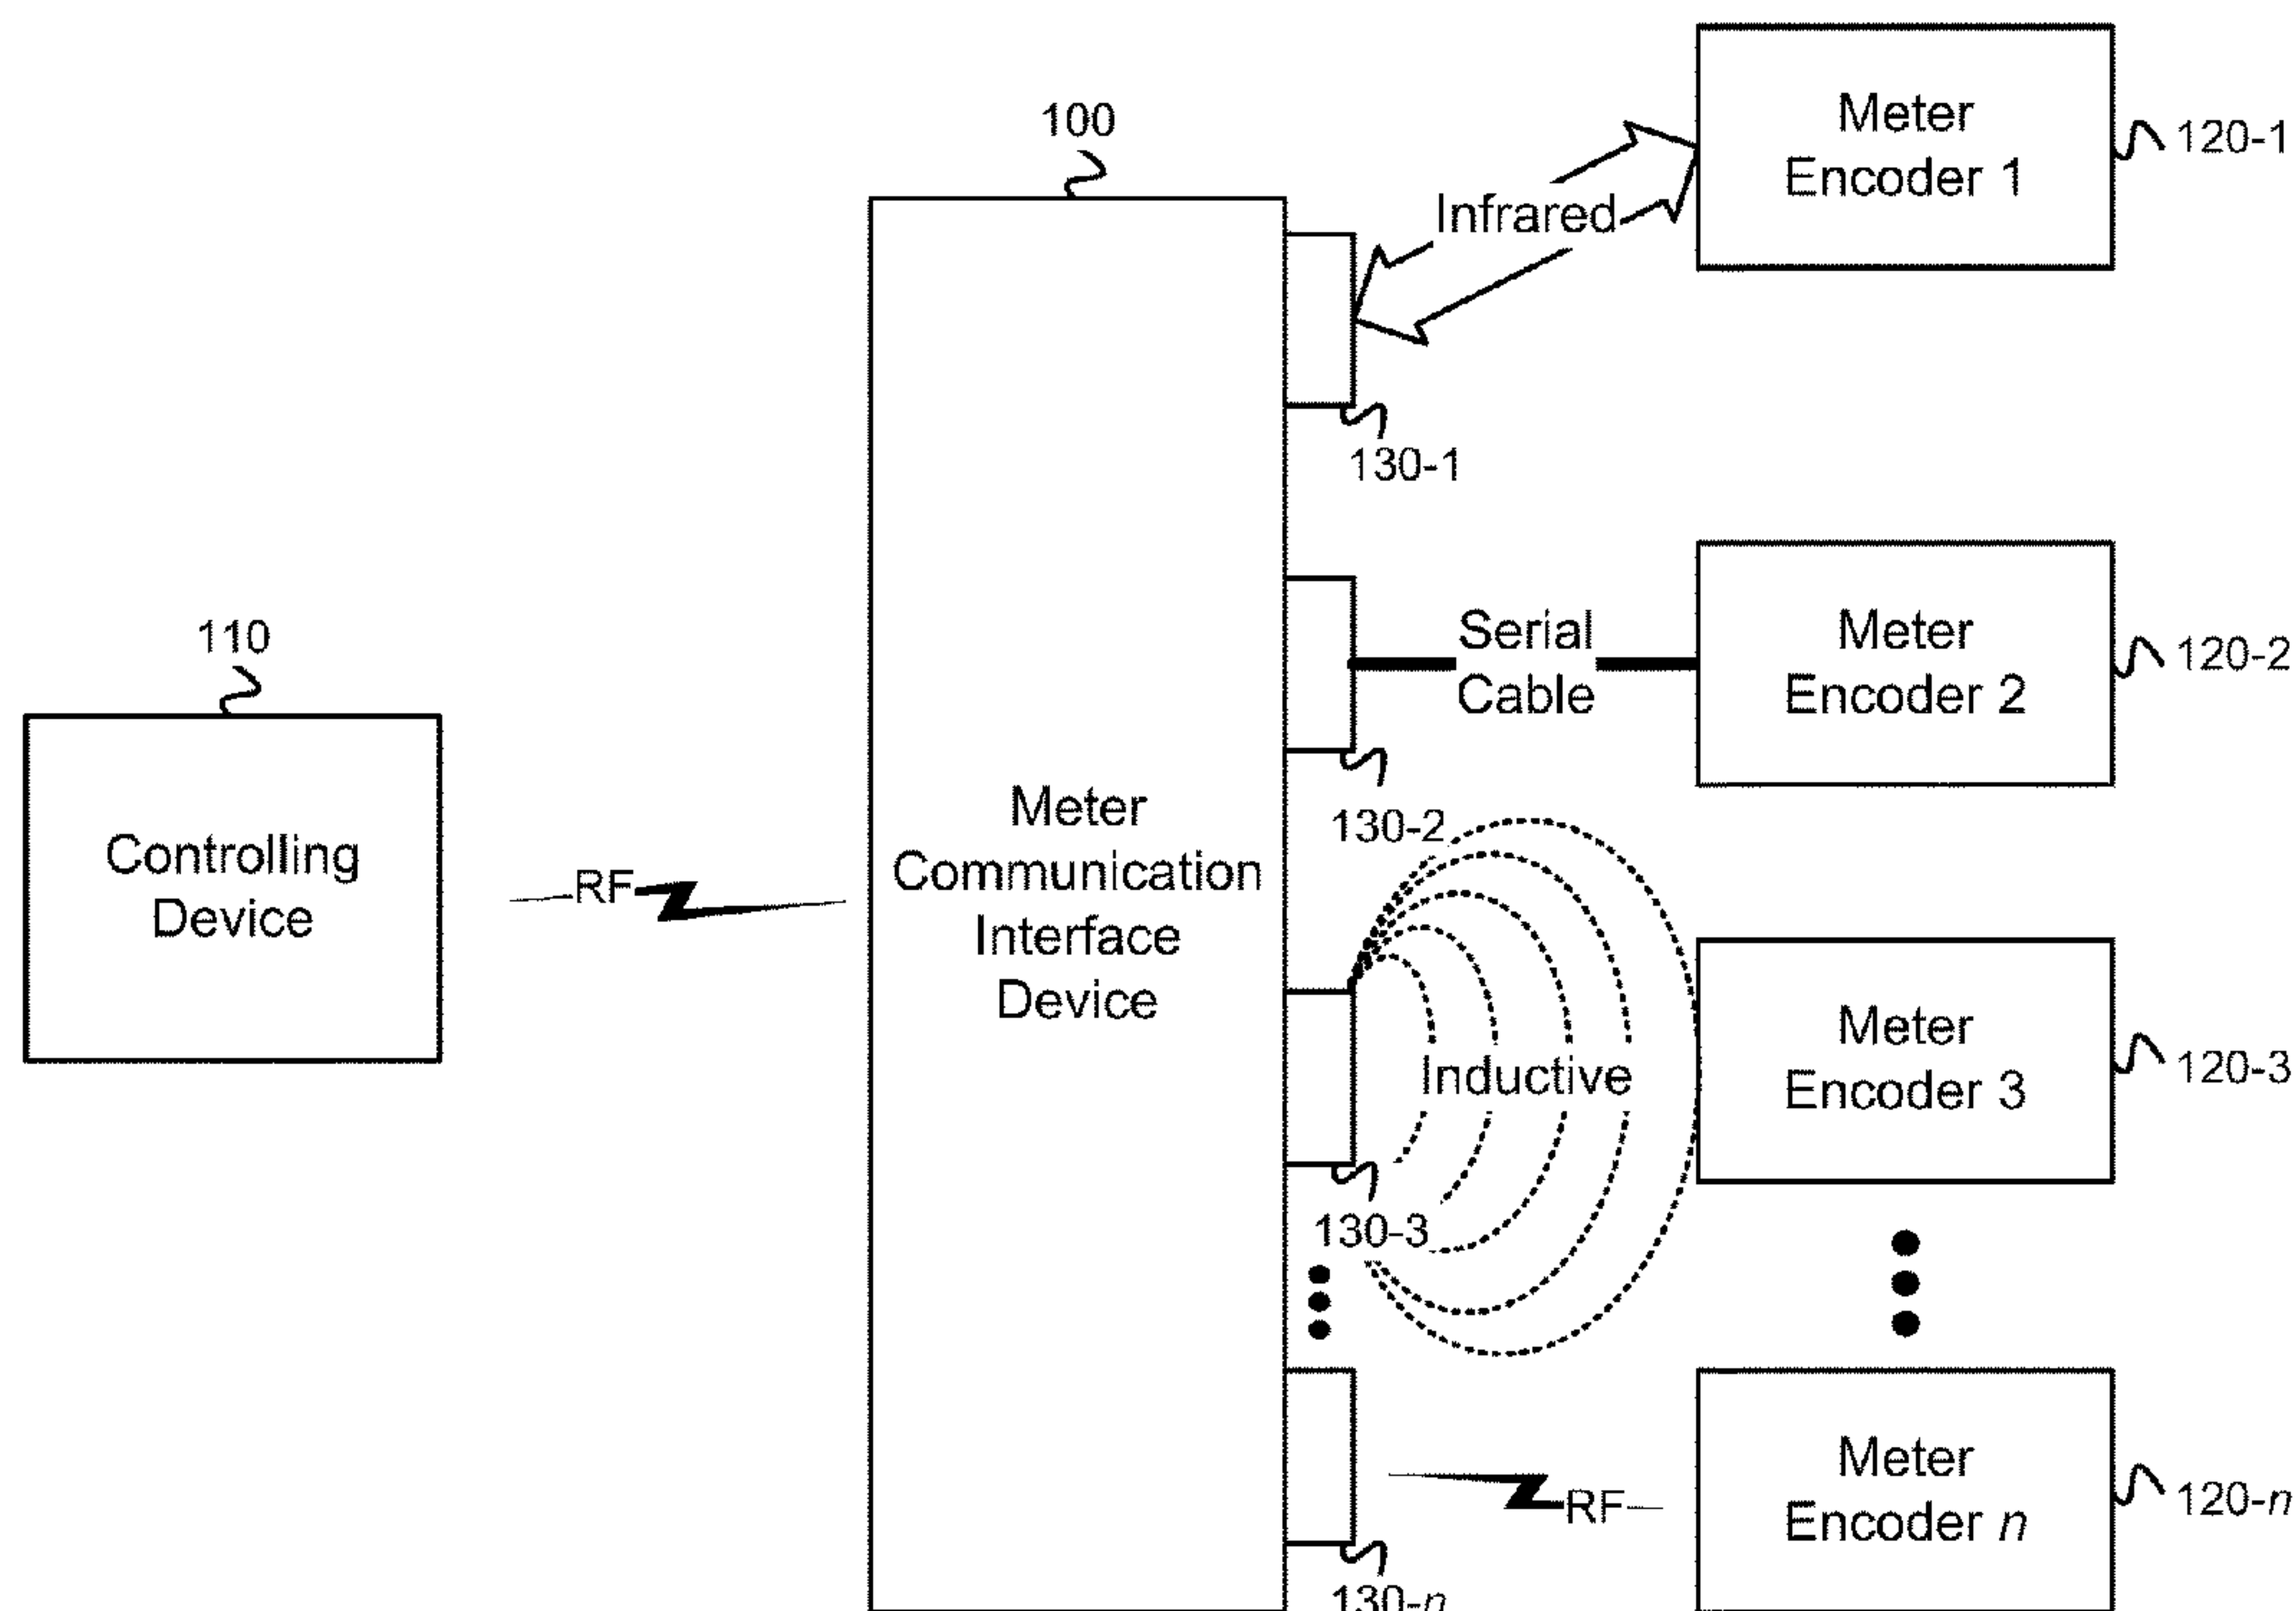 100
Meter
Encoder 1
120-1
Infrared
130-1
110
Serial
Cable
Meter
Encoder 2
120-2
130-2
Controlling
Device
RF
Meter
Communication
Interface
Device
Inductive
Meter
Encoder 3
120-3
130-3
RF
Meter
Encoder n
120-n
130-n